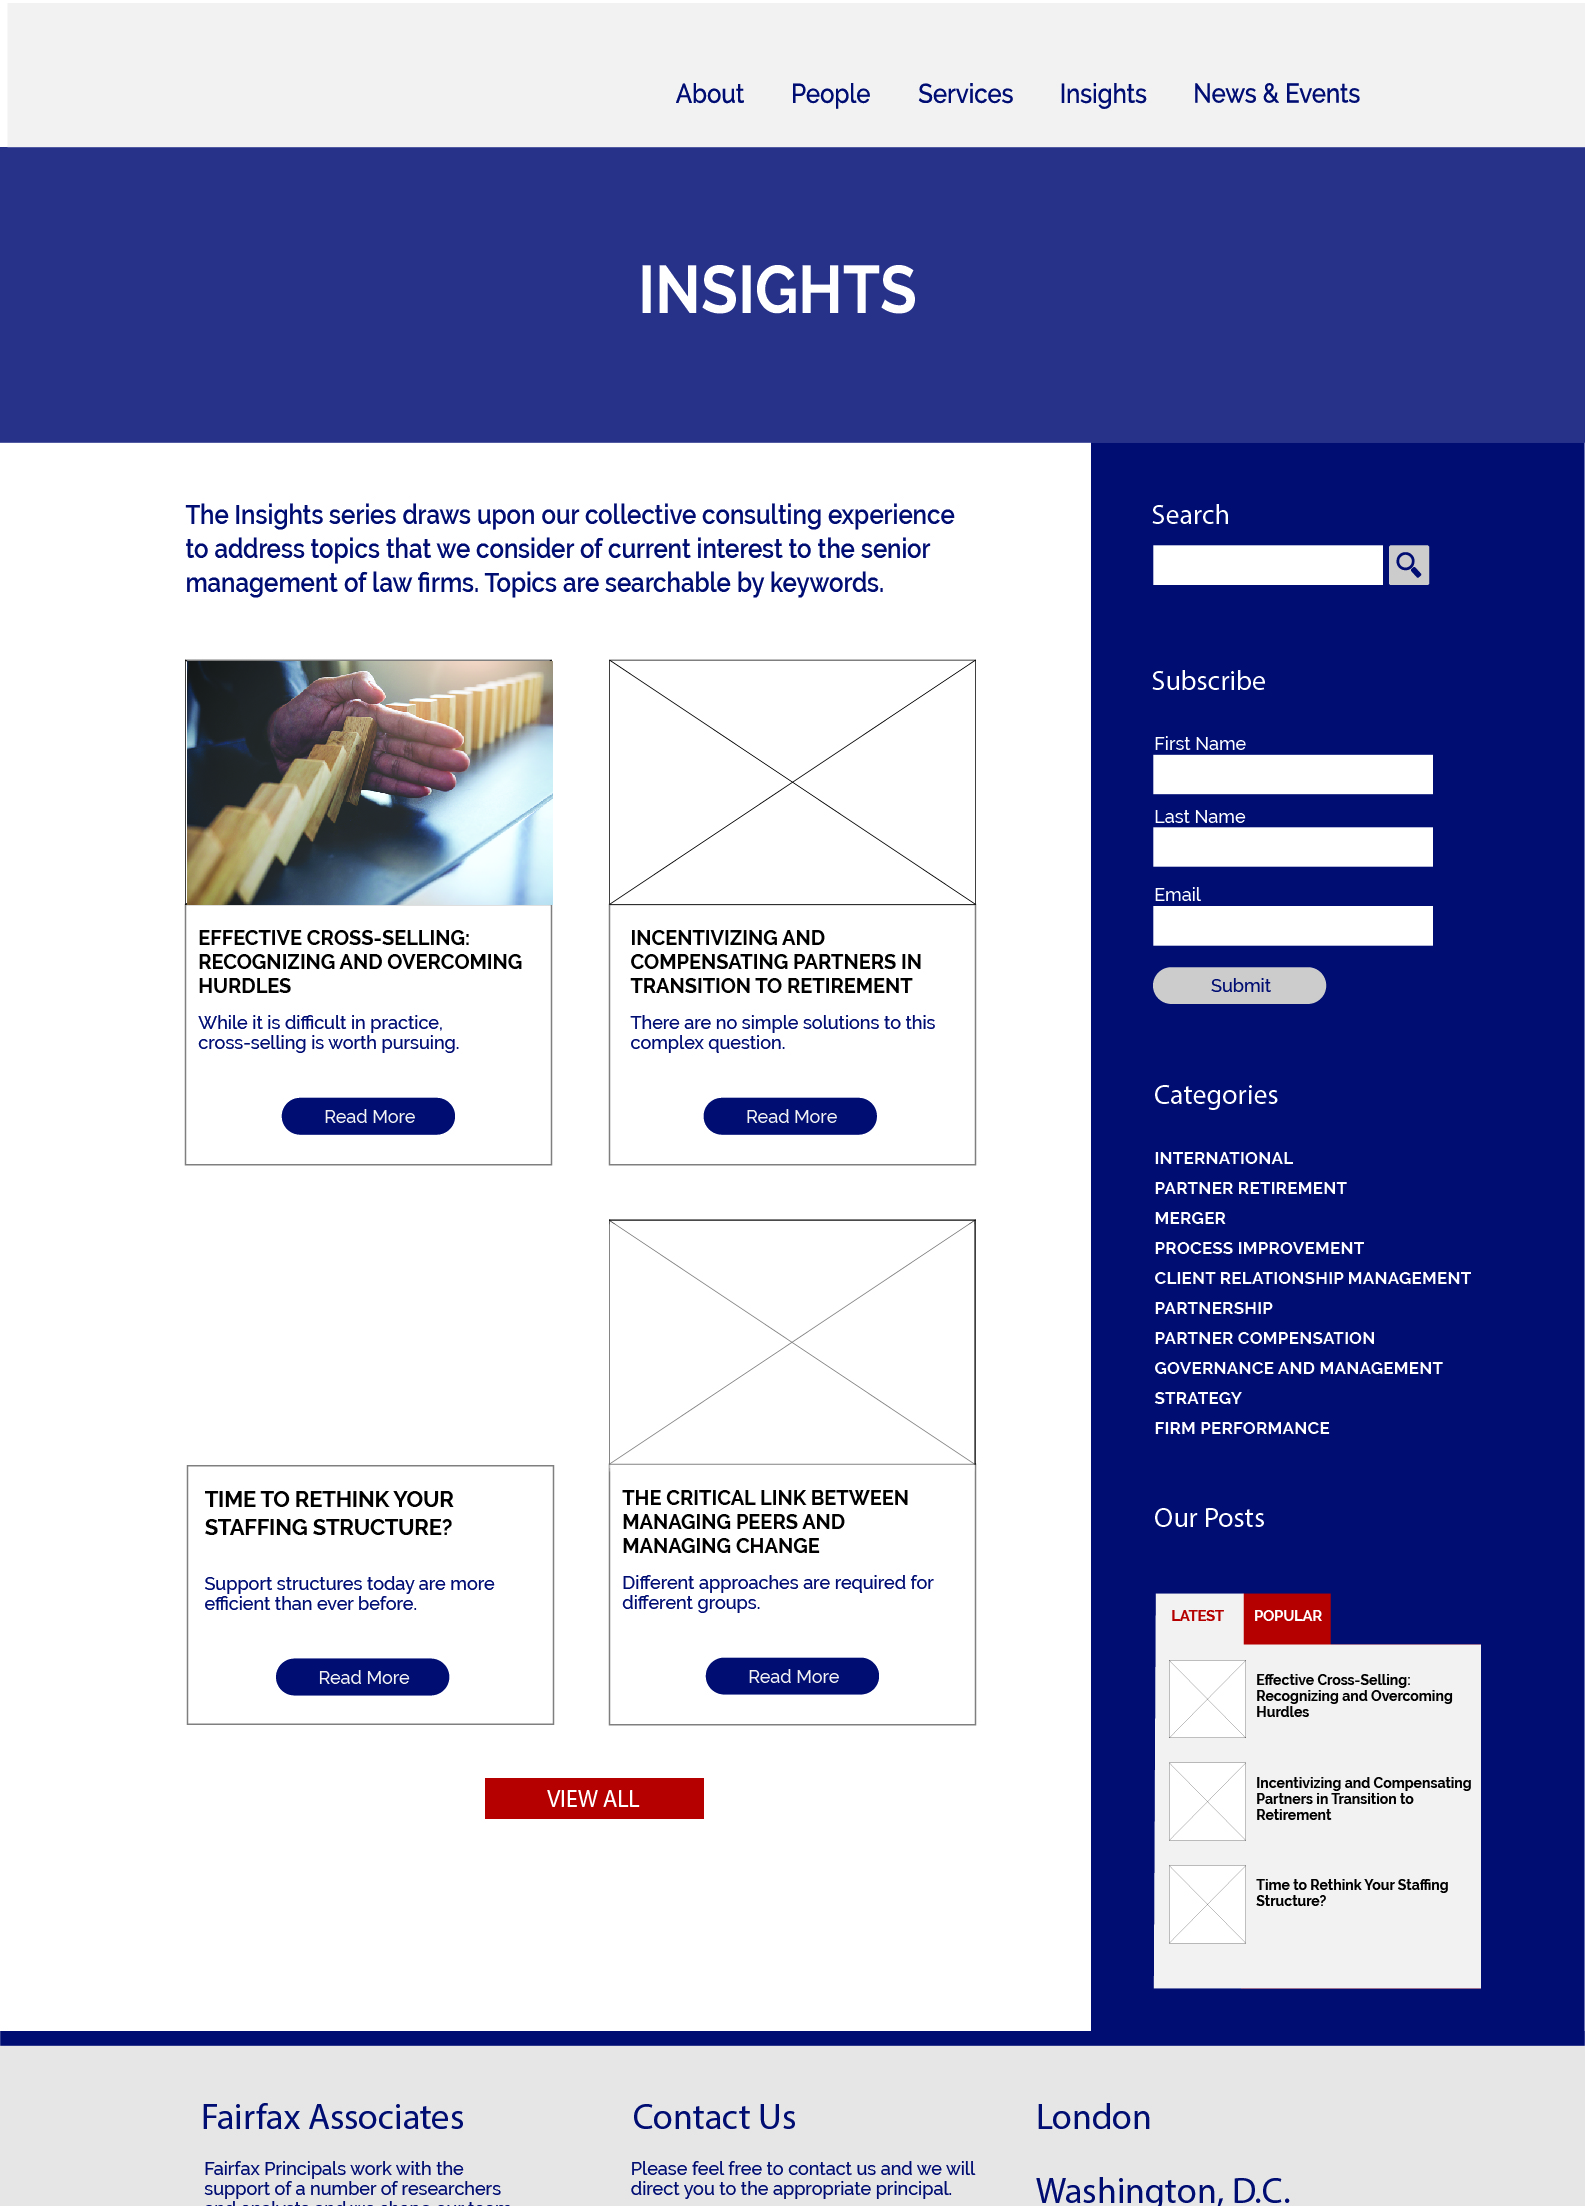 About People Services Insights News & Events
INSIGHTS
The Insights series draws upon our collective consulting experience
to address topics that we consider of current interest to the senior
management of law firms. Topics are searchable by keywords.
EFFECTIVE CROSS-SELLING:
RECOGNIZING AND OVERCOMING
HURDLES
While it is difficult in practice,
cross-selling is worth pursuing.
Read More
INCENTIVIZING AND
COMPENSATING PARTNERS IN
TRANSITION TO RETIREMENT
There are no simple solutions to this
complex question.
Read More
TIME TO RETHINK YOUR
STAFFING STRUCTURE?
Support structures today are more
efficient than ever before.
Read More
THE CRITICAL LINK BETWEEN
MANAGING PEERS AND
MANAGING CHANGE
Different approaches are required for
different groups.
Read More
VIEW ALL
Search
Subscribe
First Name
Last Name
Email
Submit
Categories
INTERNATIONAL
PARTNER RETIREMENT
MERGER
PROCESS IMPROVEMENT
CLIENT RELATIONSHIP MANAGEMENT
PARTNERSHIP
PARTNER COMPENSATION
GOVERNANCE AND MANAGEMENT
STRATEGY
FIRM PERFORMANCE
Our Posts
LATEST POPULAR
Effective Cross-Selling:
Recognizing and Overcoming
Hurdles
Incentivizing and Compensating
Partners in Transition to
Retirement
Time to Rethink Your Staffing
Structure?
Fairfax Associates
Fairfax Principals work with the
support of a number of researchers
Contact Us
Please feel free to contact us and we will
direct you to the appropriate principal.
London
Washington, D.C.